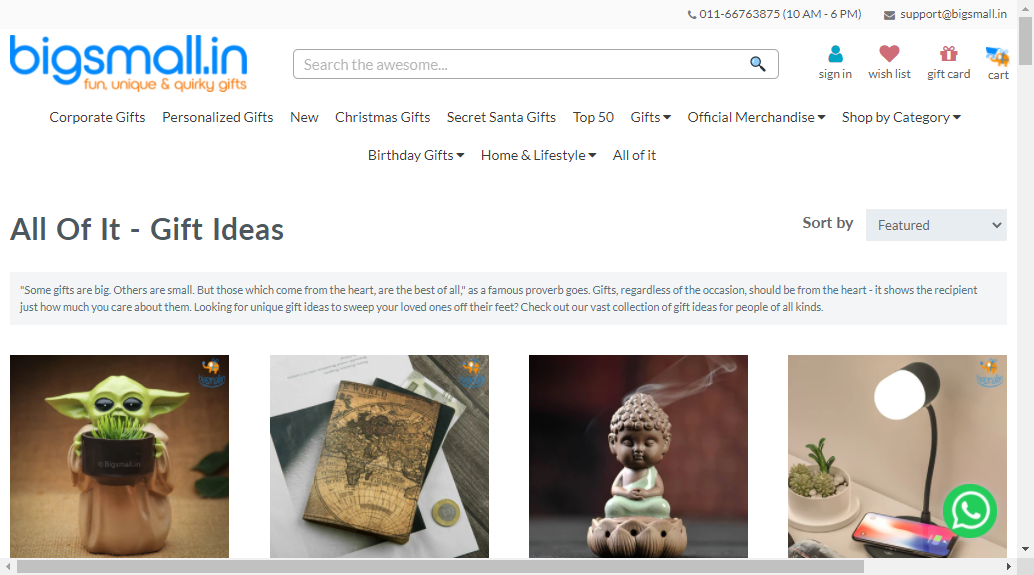 011-66763875 (10 AM - 6 PM) support@bigsmall.in
bigsmall.in
fun, unique & quirky gifts
Search the awesome...
sign in wish list gift card cart
Corporate Gifts Personalized Gifts New Christmas Gifts Secret Santa Gifts Top 50 Gifts Official Merchandise Shop by Category
Birthday Gifts Home & Lifestyle All of it
All Of It - Gift Ideas
Sort by Featured
"Some gifts are big. Others are small. But those which come from the heart, are the best of all," as a famous proverb goes. Gifts, regardless of the occasion, should be from the heart - it shows the recipient
just how much you care about them. Looking for unique gift ideas to sweep your loved ones off their feet? Check out our vast collection of gift ideas for people of all kinds.
© Bigsmall.in
WORLD